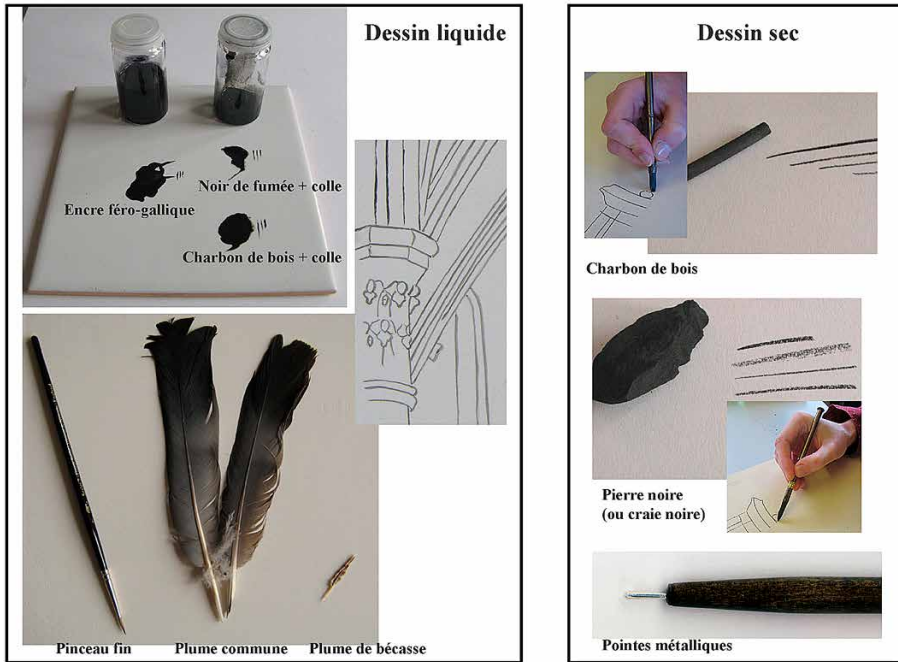 Dessin liquide
Noir de fumée + colle
Encre féro-gallique
Charbon de bois + colle
Pinceau fin
Plume commune
Plume de bécasse
Dessin sec
Charbon de bois
Pierre noire
(ou craie noire)
Pointes métalliques